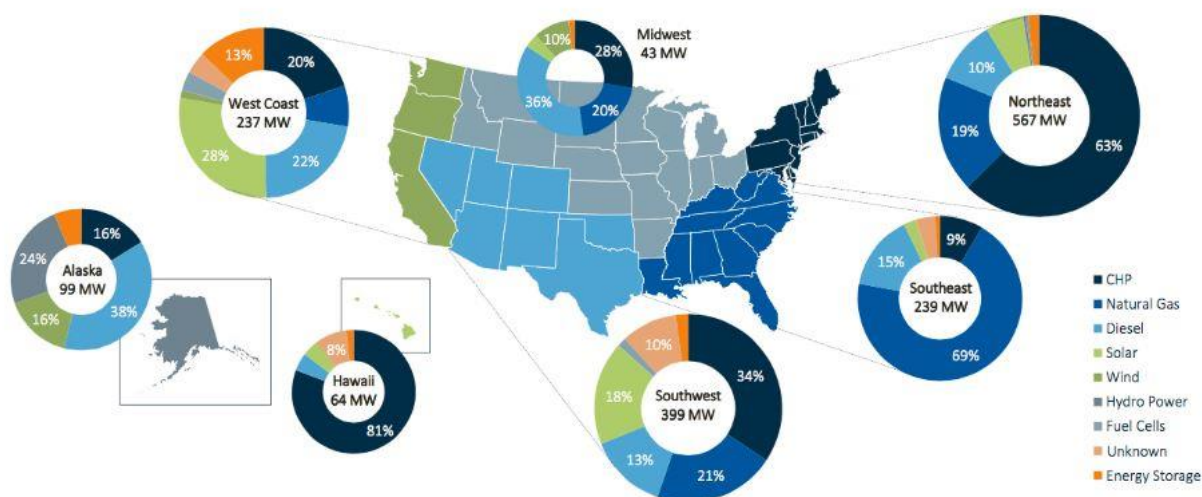 13%
20%
West Coast
237 MW
28%
22%
10%
28%
36%
20%
Midwest
43 MW
10%
19%
Northeast
567 MW
63%
16%
24%
Alaska
99 MW
16%
38%
8%
Hawaii
64 MW
81%
10%
34%
18%
Southwest
399 MW
13%
21%
9%
15%
Southeast
239 MW
69%
CHP
Natural Gas
Diesel
Solar
Wind
Hydro Power
Fuel Cells
Unknown
Energy Storage